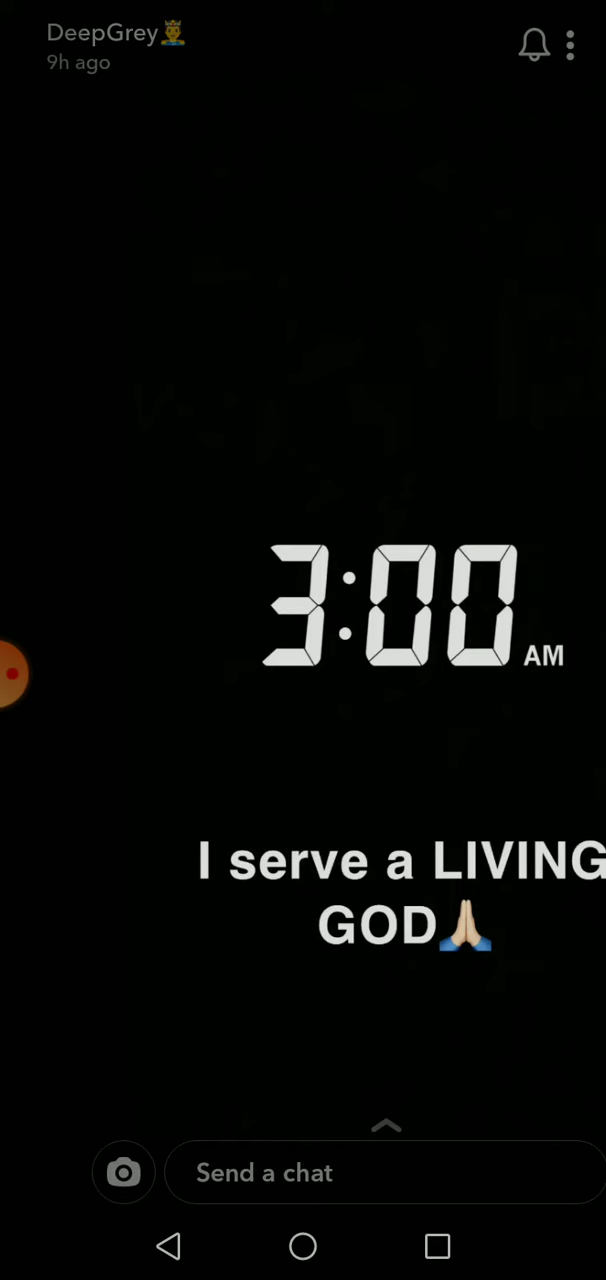 DeepGrey🤴
9h ago
3:00 AM
I serve a LIVING
GOD🙏🏻
Send a chat